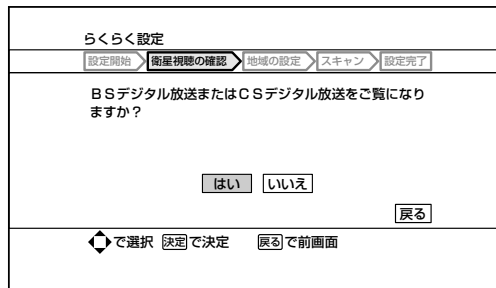 らくらく設定
設定開始 衛星視聴の確認 地域の設定 スキャン 設定完了
BSデジタル放送またはCSデジタル放送をご覧になり
ますか？
はい いいえ
戻る
で選択 決定で決定 戻るで前画面